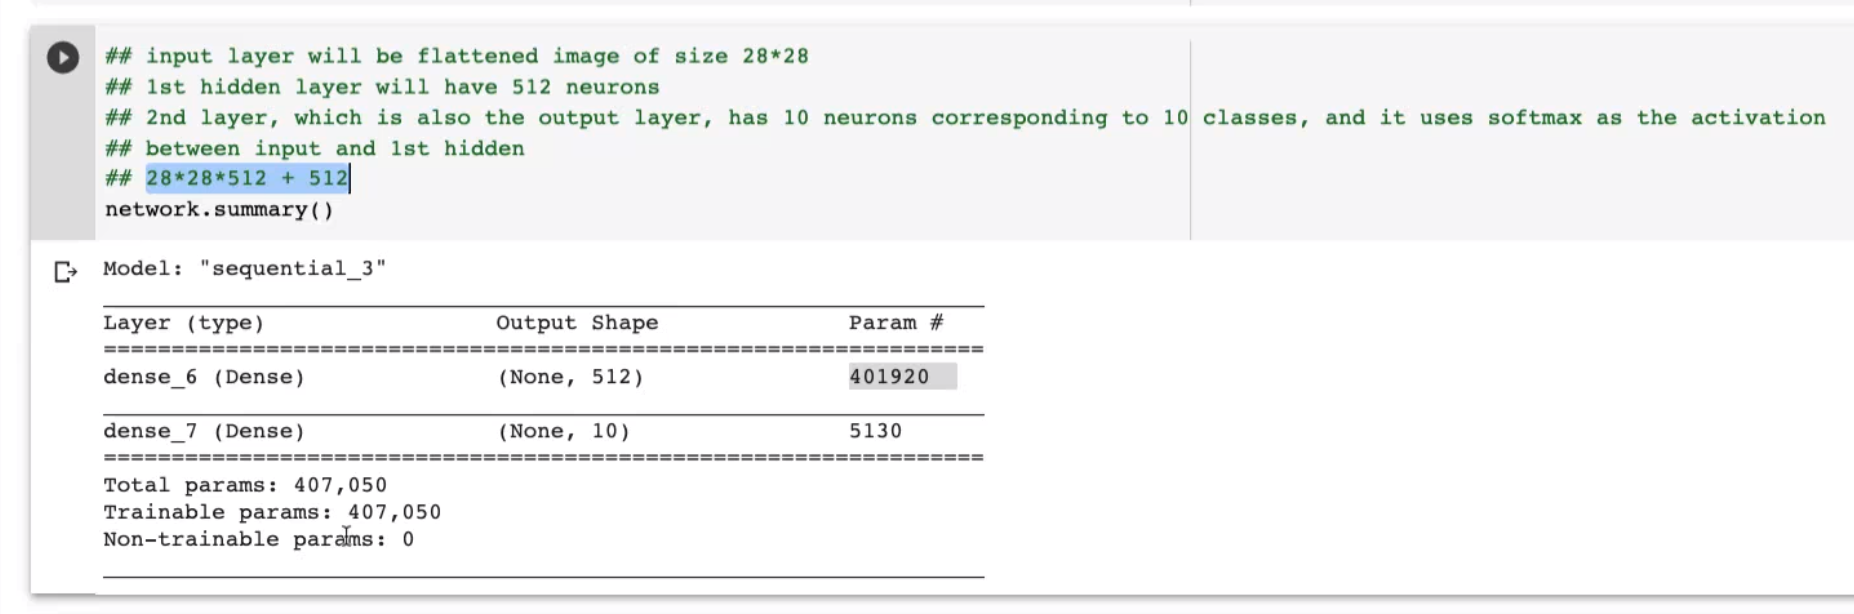 ## input layer will be flattened image of size 28*28
## 1st hidden layer will have 512 neurons
## 2nd layer, which is also the output layer, has 10 neurons corresponding to 10 classes, and it uses softmax as the activation
## between input and 1st hidden
## 28*28*512 + 512
network.summary()
Model: "sequential_3"
Layer (type) Output Shape Param #
dense_6 (Dense) (None, 512) 401920
dense_7 (Dense) (None, 10) 5130
Total params: 407,050
Trainable params: 407,050
Non-trainable params: 0